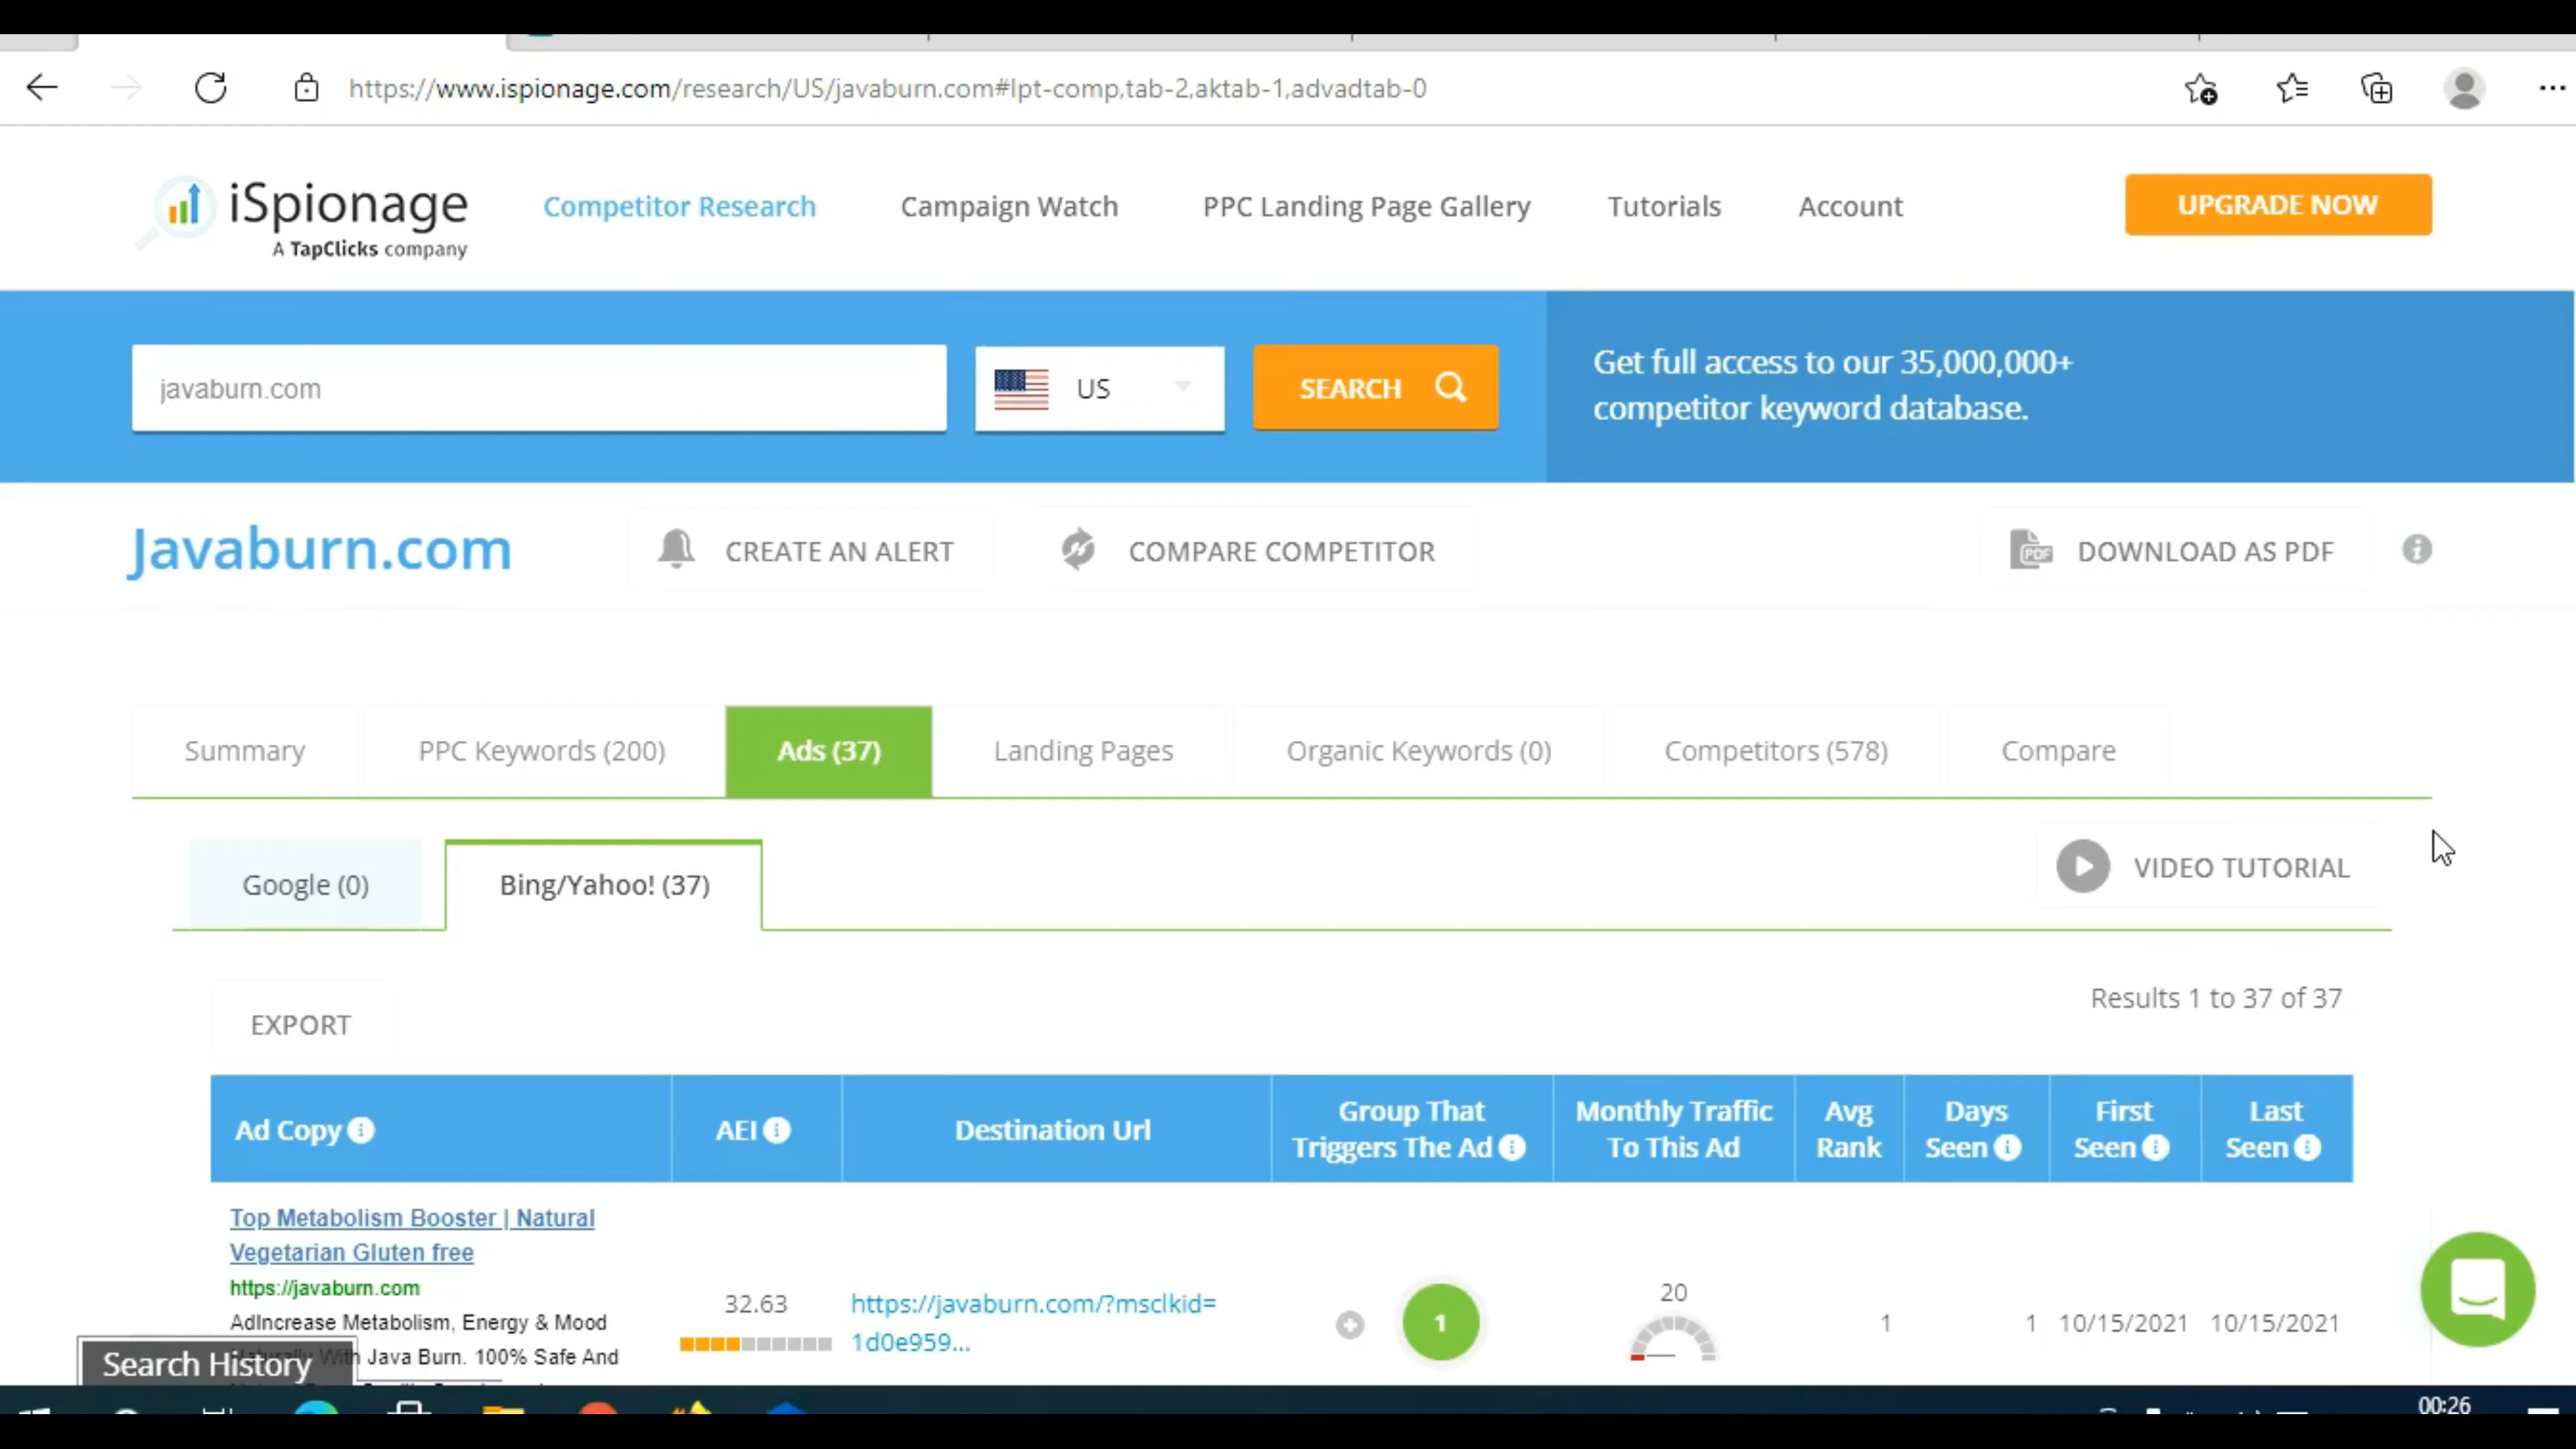 https://www.ispionage.com/research/US/javaburn.com#lpt-comp,tab-2,aktab-1,advadtab-0
iSpionage
A TapClicks company
Competitor Research
Campaign Watch
PPC Landing Page Gallery
Tutorials
Account
UPGRADE NOW
javaburn.com
US
SEARCH
Get full access to our 35,000,000+
competitor keyword database.
Javaburn.com
CREATE AN ALERT
COMPARE COMPETITOR
PDF
DOWNLOAD AS PDF
Summary
PPC Keywords (200)
Ads (37)
Landing Pages
Organic Keywords (0)
Competitors (578)
Compare
Google (0)
Bing/Yahoo! (37)
VIDEO TUTORIAL
Results 1 to 37 of 37
EXPORT
Ad Copy
AEI
Destination Url
Group That
Triggers The Ad
Monthly Traffic
To This Ad
Avg
Rank
Days
Seen
First
Seen
Last
Seen
Top Metabolism Booster | Natural
Vegetarian Gluten free
https://javaburn.com
AdIncrease Metabolism, Energy & Mood
With Java Burn. 100% Safe And
32.63
https://javaburn.com/?msclkid=
1d0e959...
1
20
1
1
10/15/2021
10/15/2021
Search History
00:26